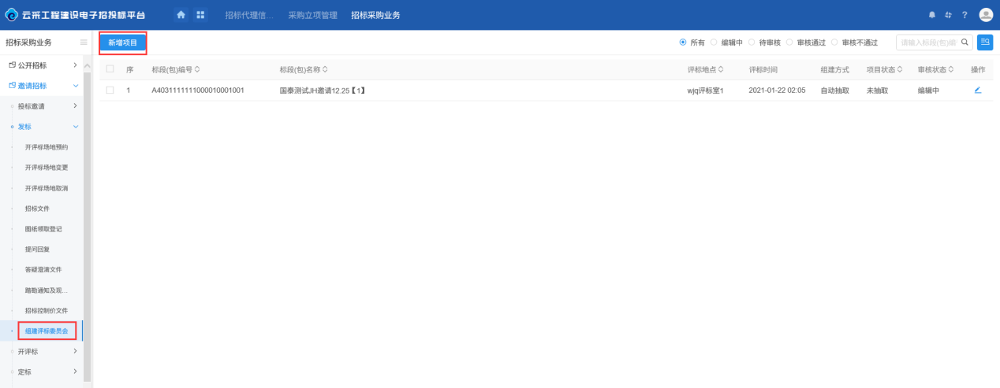 云采工程建设电子招投标平台 招标代理信... 采购立项管理 招标采购业务 ?
招标采购业务
公开招标
邀请招标
投标邀请
发标
开评标场地预约
开评标场地变更
开评标场地取消
招标文件
图纸领取登记
提问回复
答疑澄清文件
踏勘通知及现...
招标控制价文件
组建评标委员会
开评标
定标
新增项目 所有 编辑中 待审核 审核通过 审核不通过 请输入标段(包)编
序 标段(包)编号 标段(包)名称 评标地点 评标时间 组建方式 项目状态 审核状态 操作
1 A4031111111000010001001 国泰测试JH邀请12.25【1】 wjq评标室1 2021-01-22 02:05 自动抽取 未抽取 编辑中